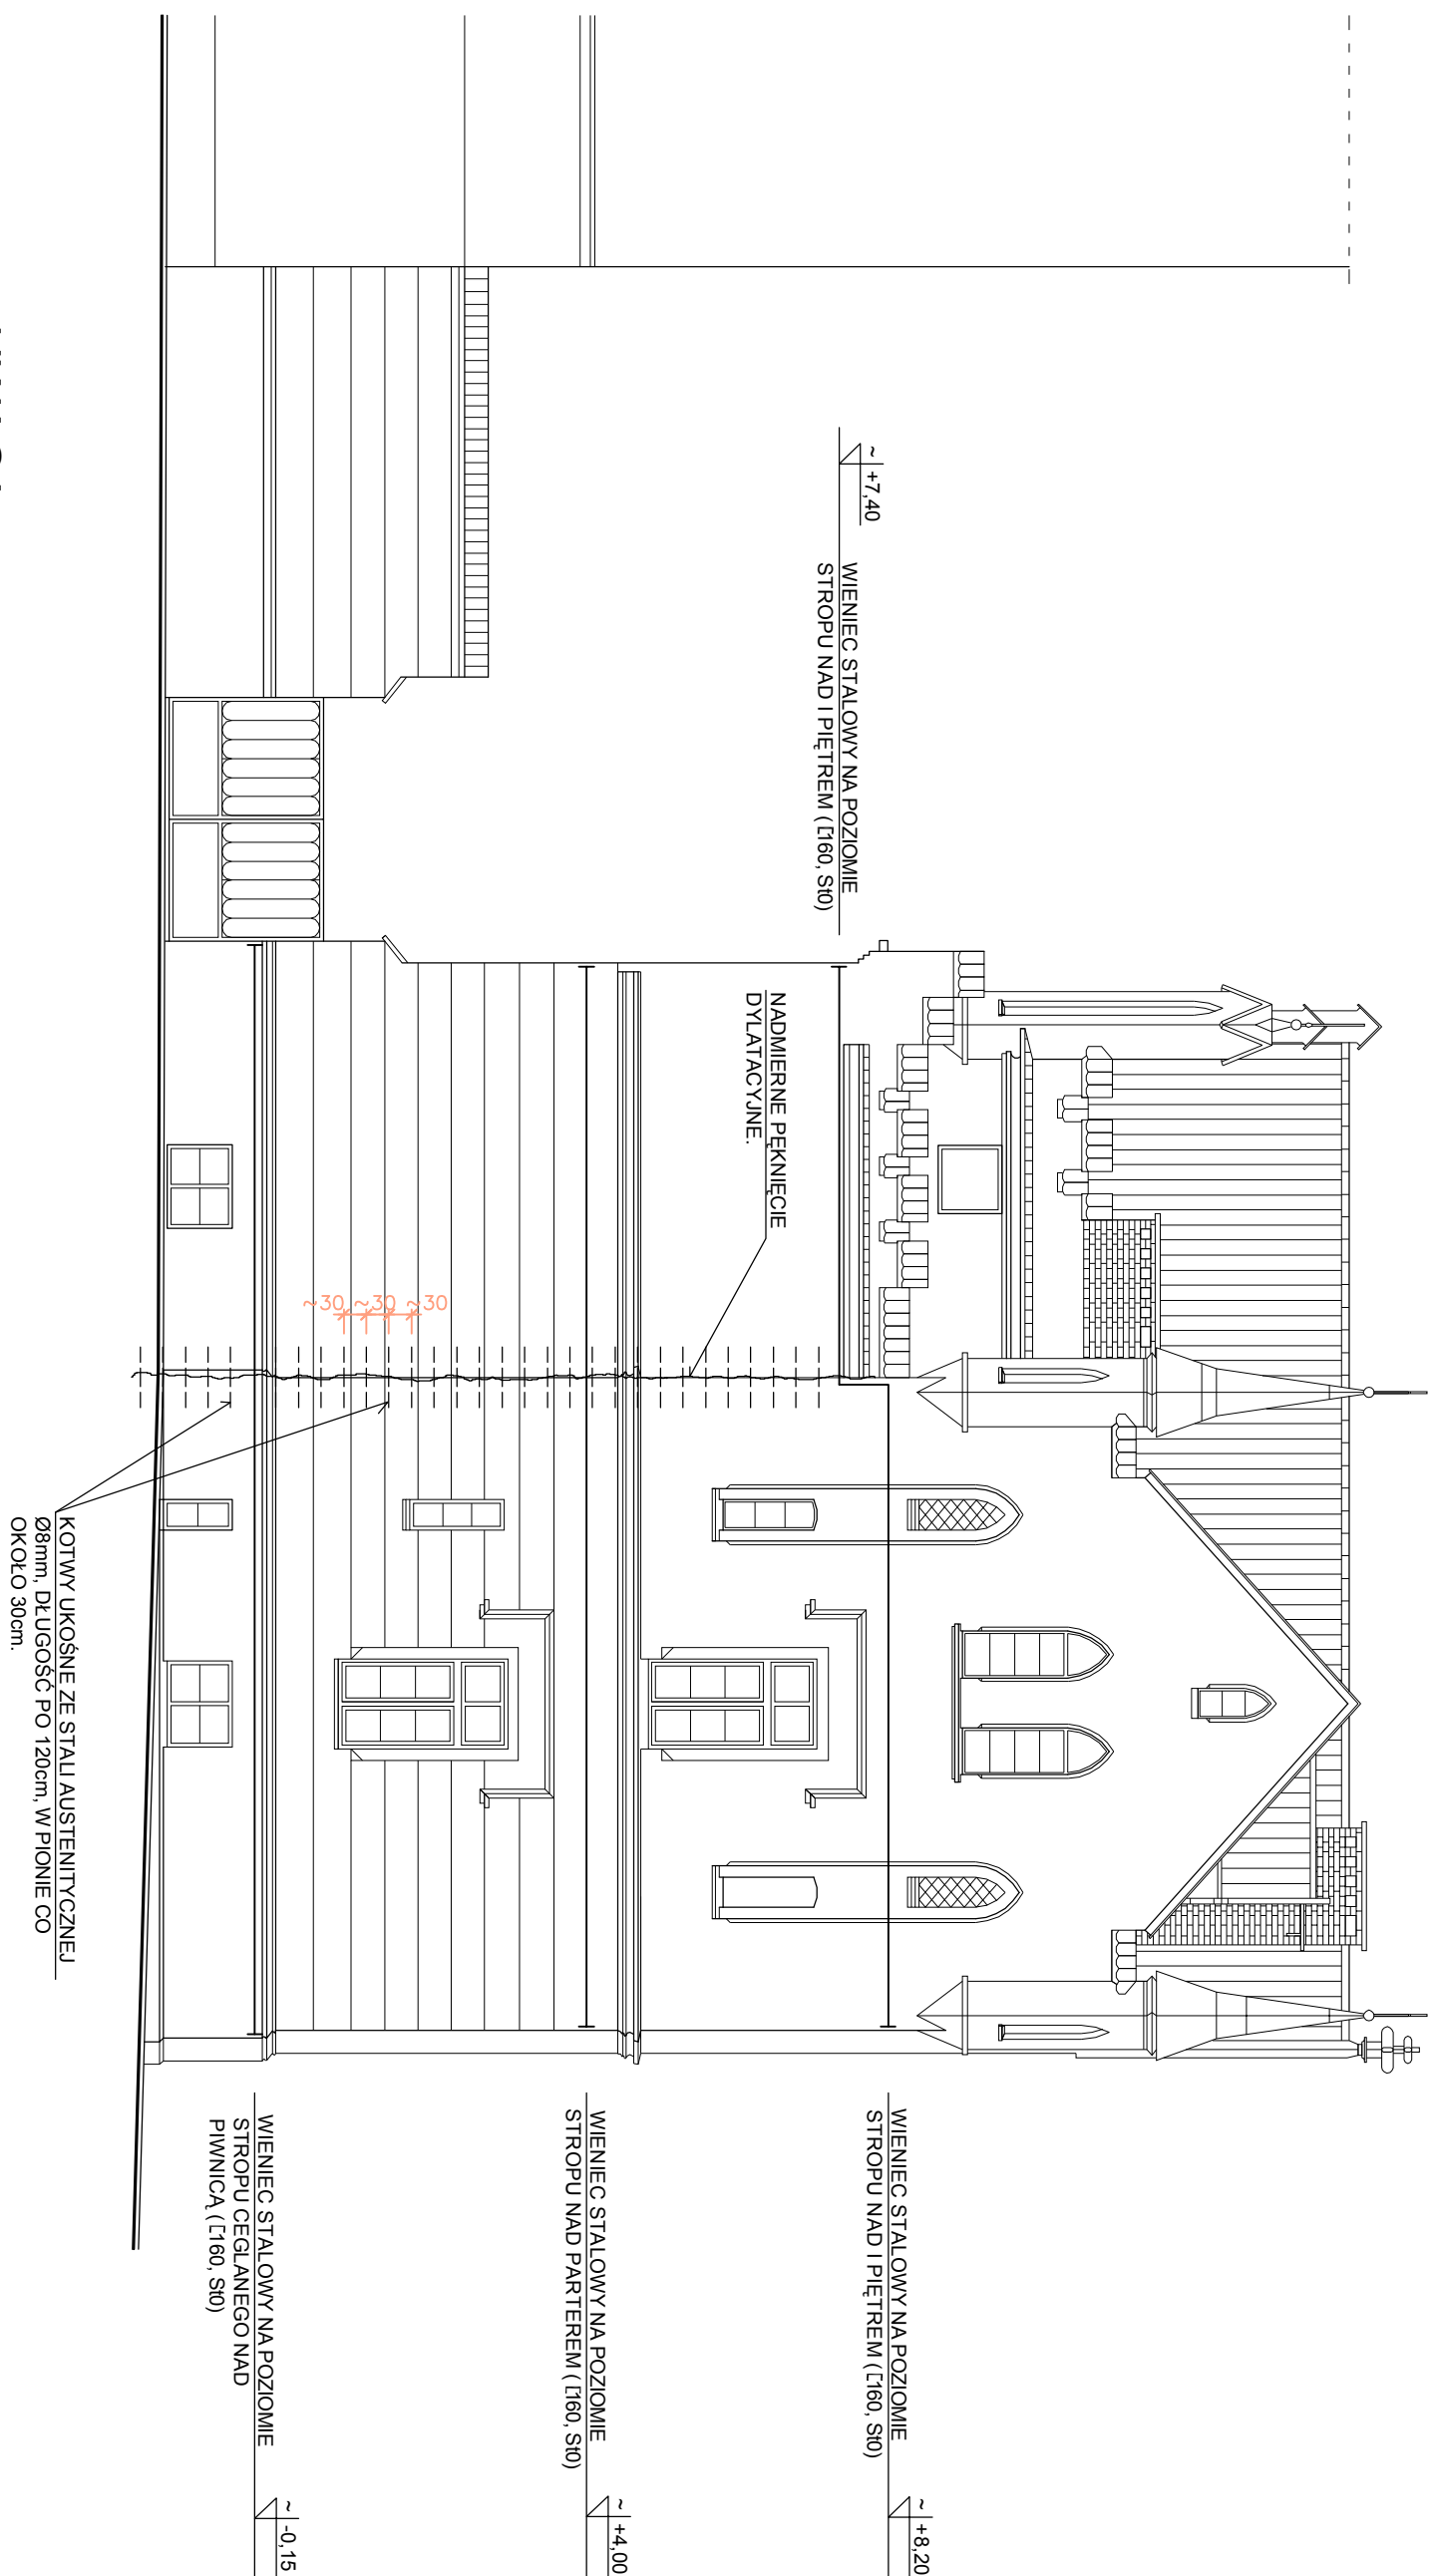 ~
+7,40
WIENIEC STALOWY NA POZIOMIE
STROPU NAD I PIĘTREM ( [160, St0)
NADMIERNE PĘKNIĘCIE
DYLATACYJNE.
~30
~30
~30
KOTWY UKOŚNE ZE STALI AUSTENITYCZNEJ
Ø8mm, DŁUGOŚĆ PO 120cm, W PIONIE CO
OKOŁO 30cm.
WIENIEC STALOWY NA POZIOMIE
STROPU NAD I PIĘTREM ( [160, St0)
~
+8,20
WIENIEC STALOWY NA POZIOMIE
STROPU NAD PARTEREM ( [160, St0)
~
+4,00
WIENIEC STALOWY NA POZIOMIE
STROPU CEGLANEGO NAD
PIWNICĄ ( [160, St0)
~
-0,15